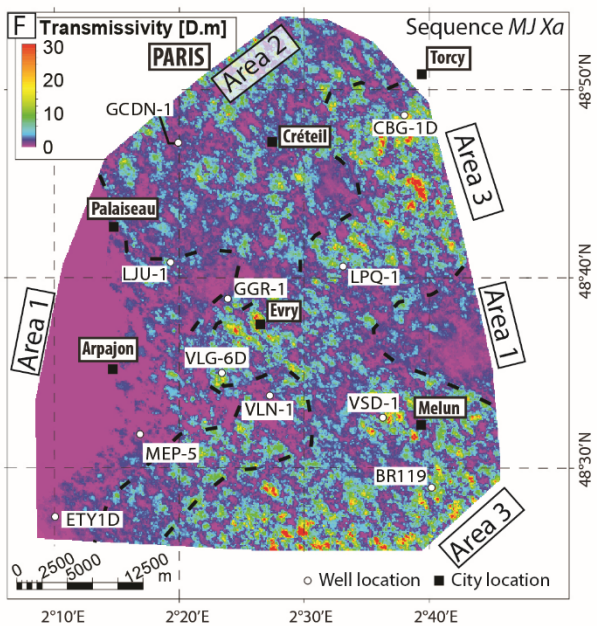 F Transmissivity [D.m]
Sequence MJ Xa
30
20
10
0
PARIS
Area 2
Torcy
48°50'N
GCDN-1
Créteil
CBG-1D
Area 3
Palaiseau
LJU-1
LPQ-1
48°40'N
GGR-1
Evry
Area 1
Area 1
Arpajon
VLG-6D
VLN-1
VSD-1
Melun
MEP-5
BR119
48°30'N
ETY1D
Area 3
0 2500 5000 12500
m
Well location
City location
2°10'E 2°20'E 2°30'E 2°40'E